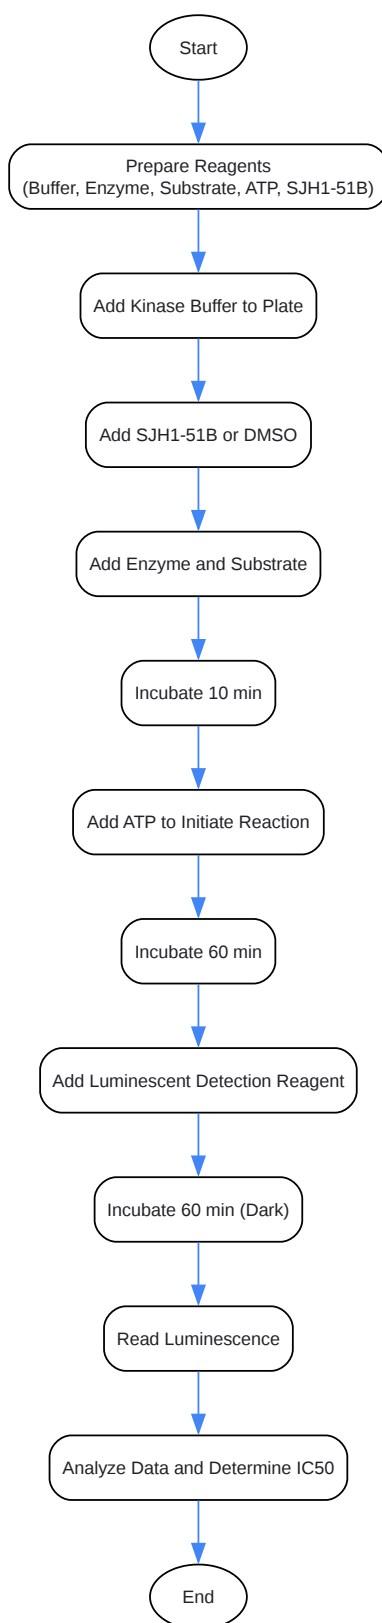 Start
Prepare Reagents
(Buffer, Enzyme, Substrate, ATP, SJH1-51B)
Add Kinase Buffer to Plate
Add SJH1-51B or DMSO
Add Enzyme and Substrate
Incubate 10 min
Add ATP to Initiate Reaction
Incubate 60 min
Add Luminescent Detection Reagent
Incubate 60 min (Dark)
Read Luminescence
Analyze Data and Determine IC50
End